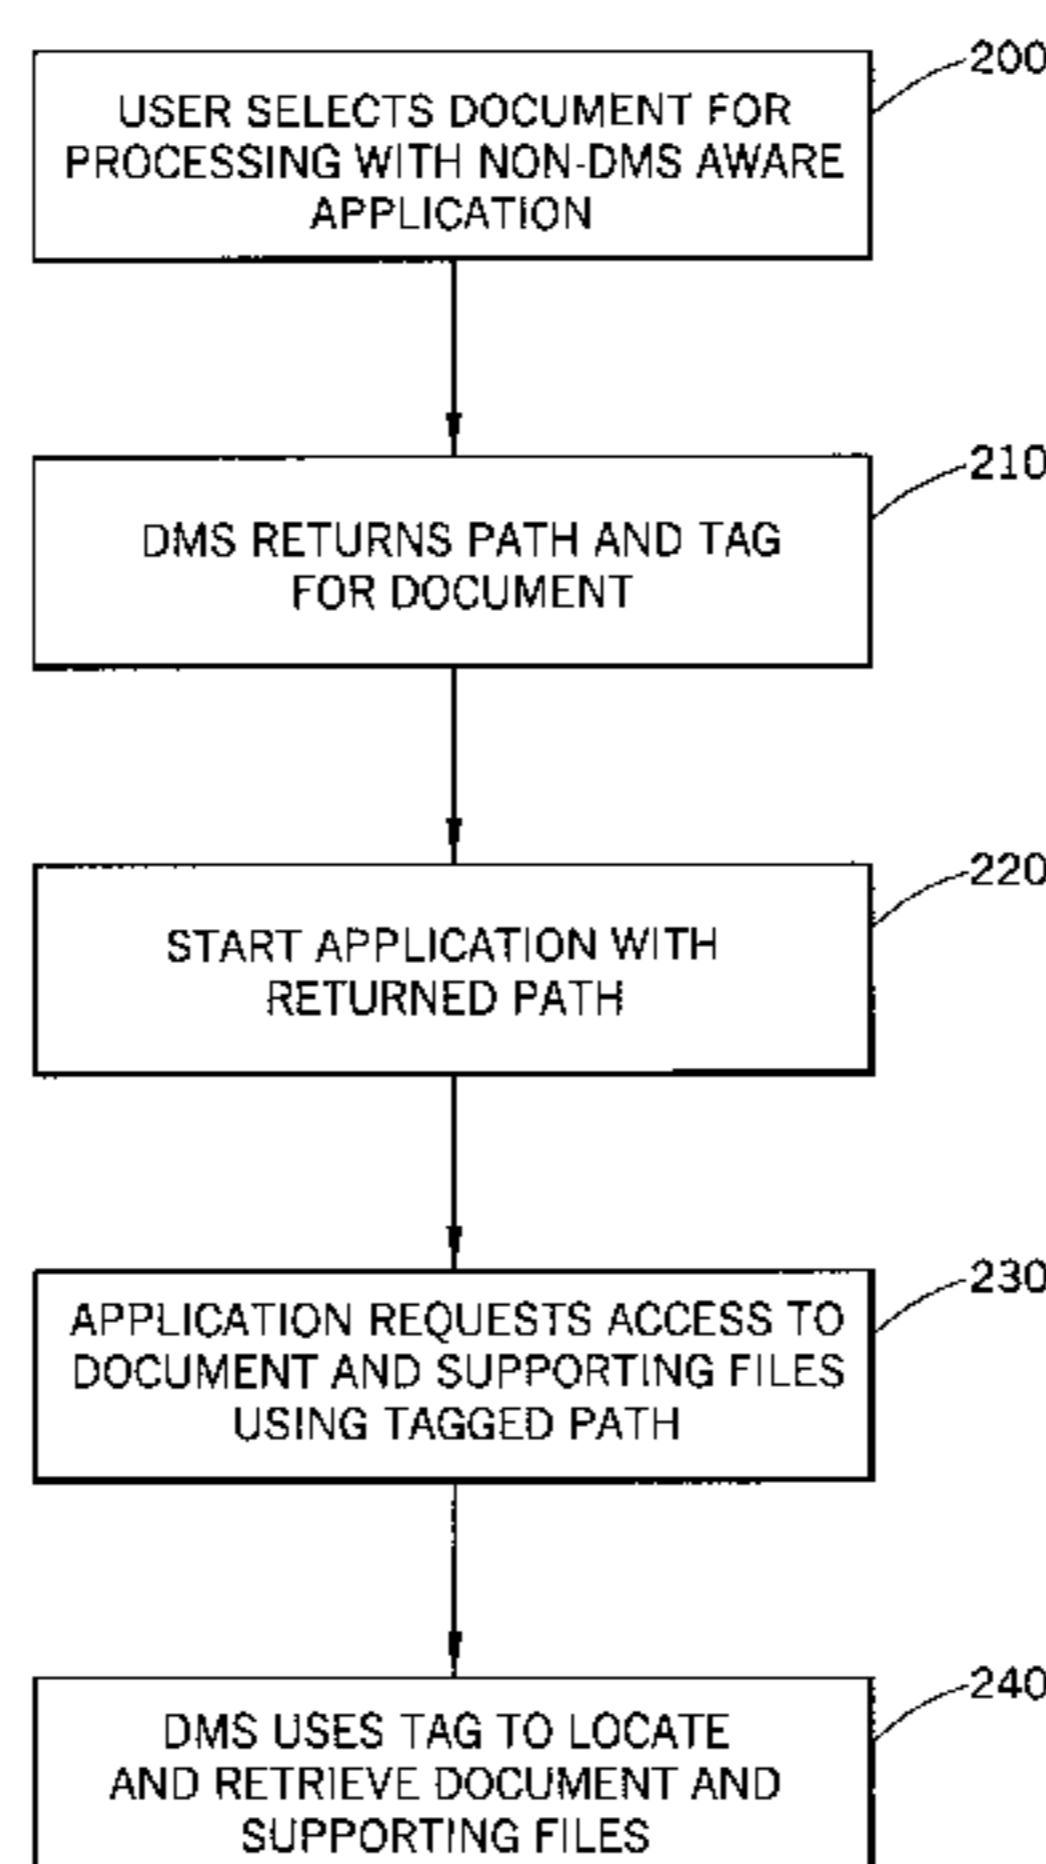 200
USER SELECTS DOCUMENT FOR
PROCESSING WITH NON-DMS AWARE
APPLICATION
210
DMS RETURNS PATH AND TAG
FOR DOCUMENT
220
START APPLICATION WITH
RETURNED PATH
230
APPLICATION REQUESTS ACCESS TO
DOCUMENT AND SUPPORTING FILES
USING TAGGED PATH
240
DMS USES TAG TO LOCATE
AND RETRIEVE DOCUMENT AND
SUPPORTING FILES